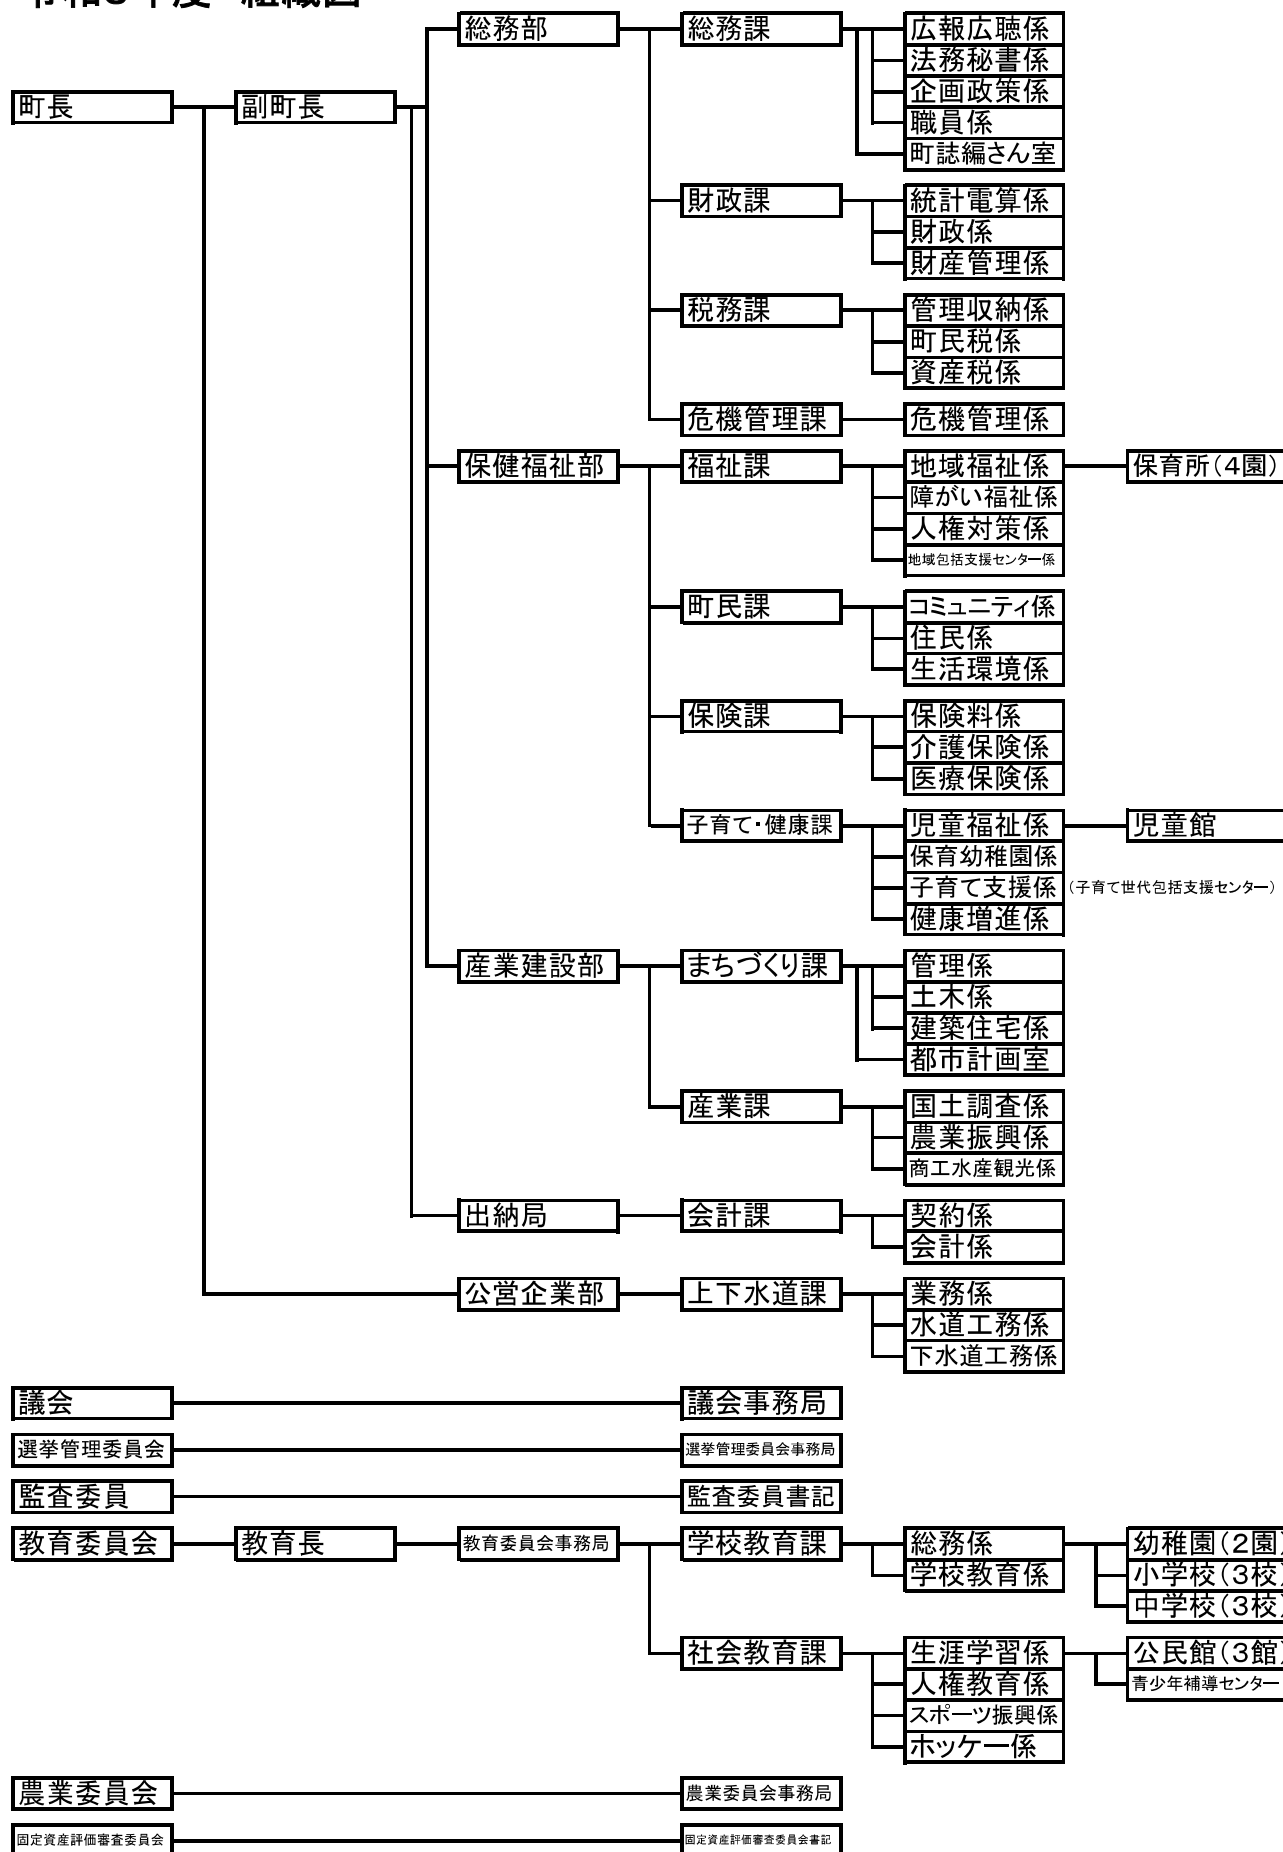 総務部 総務課 広報広聴係
法務秘書係
企画政策係
町長 副町長
職員係
町誌編さん室
財政課 統計電算係
財政係
財産管理係
税務課 管理収納係
町民税係
資産税係
危機管理課 危機管理係
保健福祉部 福祉課 地域福祉係 保育所(4園)
障がい福祉係
人権対策係
地域包括支援センター係
町民課 コミュニティ係
住民係
生活環境係
保険課 保険料係
介護保険係
医療保険係
子育て・健康課 児童福祉係 児童館
保育幼稚園係
子育て支援係 (子育て世代包括支援センター)
健康増進係
産業建設部 まちづくり課 管理係
土木係
建築住宅係
都市計画室
産業課 国土調査係
農業振興係
商工水産観光係
出納局 会計課 契約係
会計係
公営企業部 上下水道課 業務係
水道工務係
下水道工務係
議会 議会事務局
選挙管理委員会 選挙管理委員会事務局
監査委員 監査委員書記
教育委員会 教育長 教育委員会事務局 学校教育課 総務係 幼稚園(2園)
学校教育係 小学校(3校)
中学校(3校)
社会教育課 生涯学習係 公民館(3館)
人権教育係 青少年補導センター
スポーツ振興係
ホッケー係
農業委員会 農業委員会事務局
固定資産評価審査委員会 固定資産評価審査委員会書記